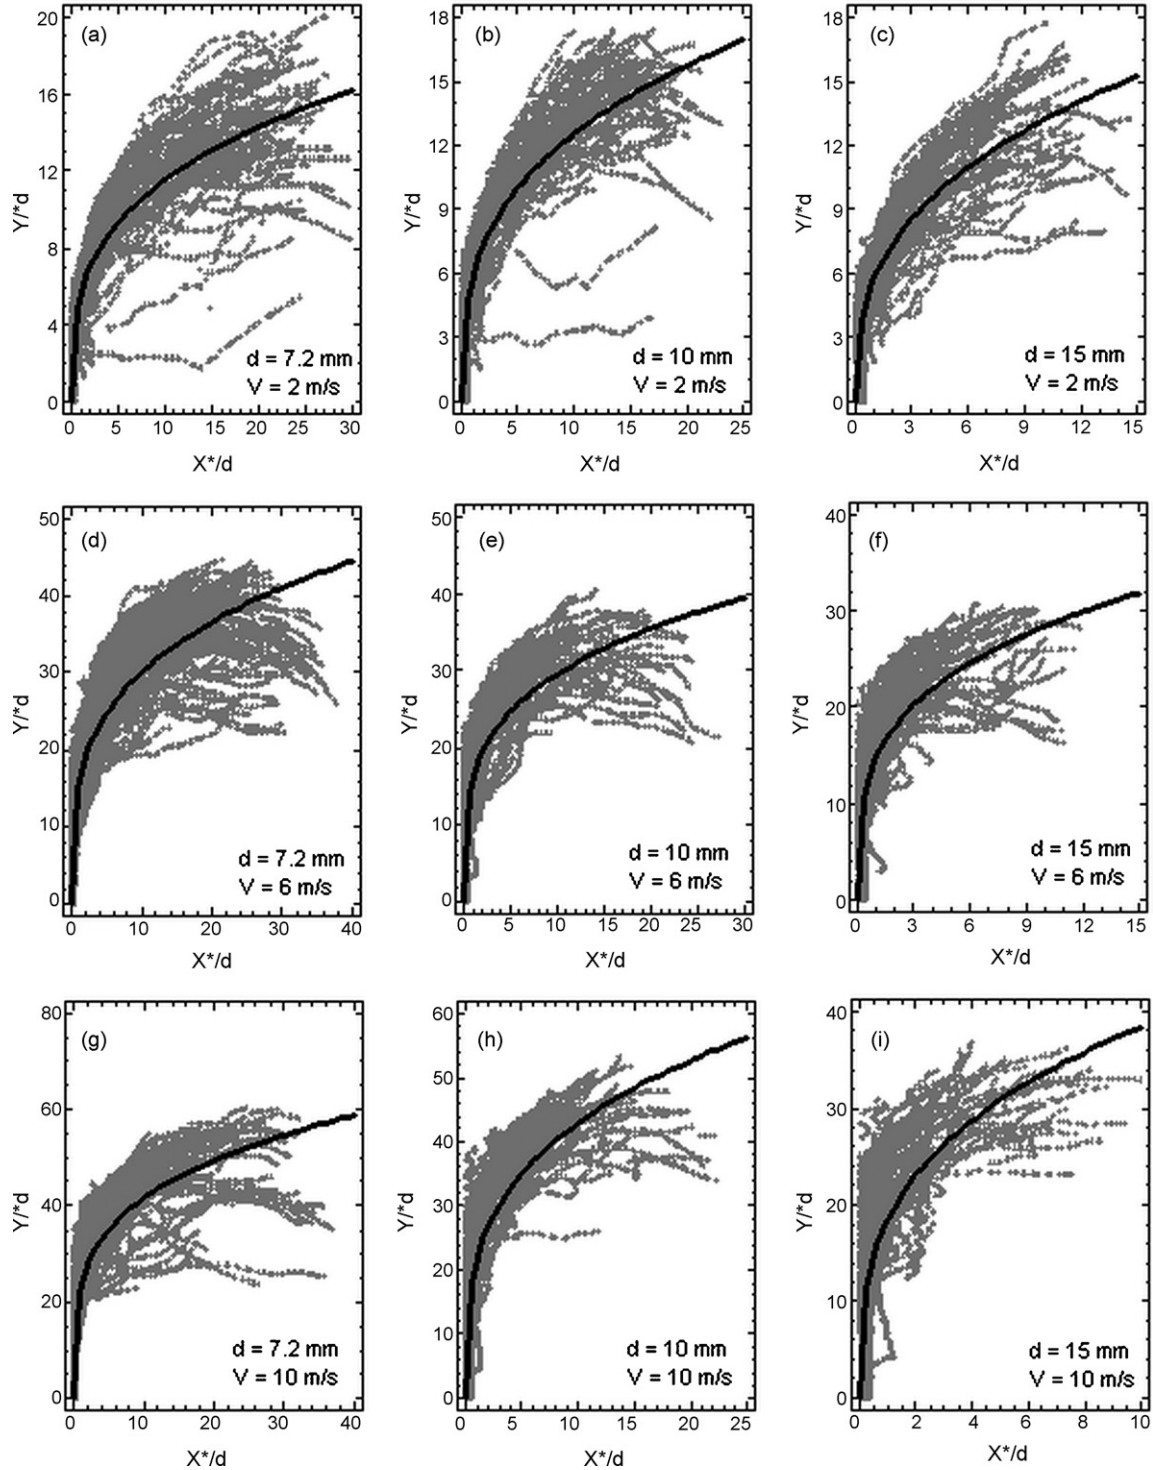 20
16
12
8
4
0
Y/*d
(a)
d = 7.2 mm
V = 2 m/s
0 5 10 15 20 25 30
X*/d
18
15
12
9
6
3
0
Y/*d
(b)
d = 10 mm
V = 2 m/s
0 5 10 15 20 25
X*/d
18
15
12
9
6
3
0
Y/*d
(c)
d = 15 mm
V = 2 m/s
0 3 6 9 12 15
X*/d
50
40
30
20
10
0
Y/*d
(d)
d = 7.2 mm
V = 6 m/s
0 10 20 30 40
X*/d
50
40
30
20
10
0
Y/*d
(e)
d = 10 mm
V = 6 m/s
0 5 10 15 20 25 30
X*/d
40
30
20
10
0
Y/*d
(f)
d = 15 mm
V = 6 m/s
0 3 6 9 12 15
X*/d
80
60
40
20
0
Y/*d
(g)
d = 7.2 mm
V = 10 m/s
0 10 20 30 40
X*/d
60
50
40
30
20
10
0
Y/*d
(h)
d = 10 mm
V = 10 m/s
0 5 10 15 20 25
X*/d
40
30
20
10
0
Y/*d
(i)
d = 15 mm
V = 10 m/s
0 2 4 6 8 10
X*/d